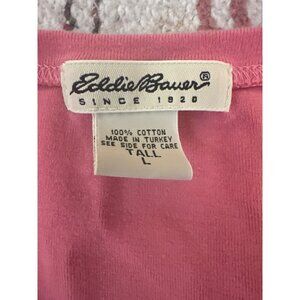 Eddie Bauer®
SINCE 1920
100% COTTON
MADE IN TURKEY
SEE SIDE FOR CARE
TALL
L